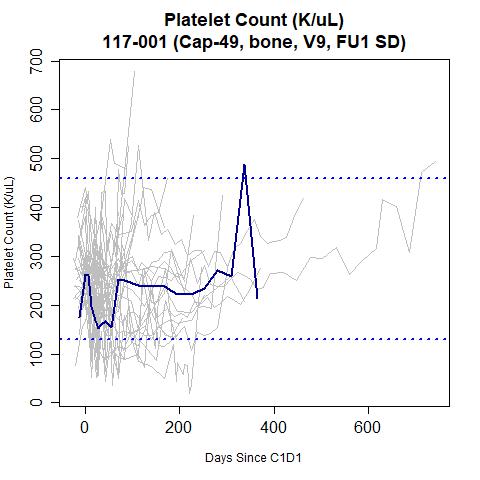 Platelet Count (K/uL)
117-001 (Cap-49, bone, V9, FU1 SD)
Platelet Count (K/uL)
700
600
500
400
300
200
100
0
0 200 400 600
Days Since C1D1